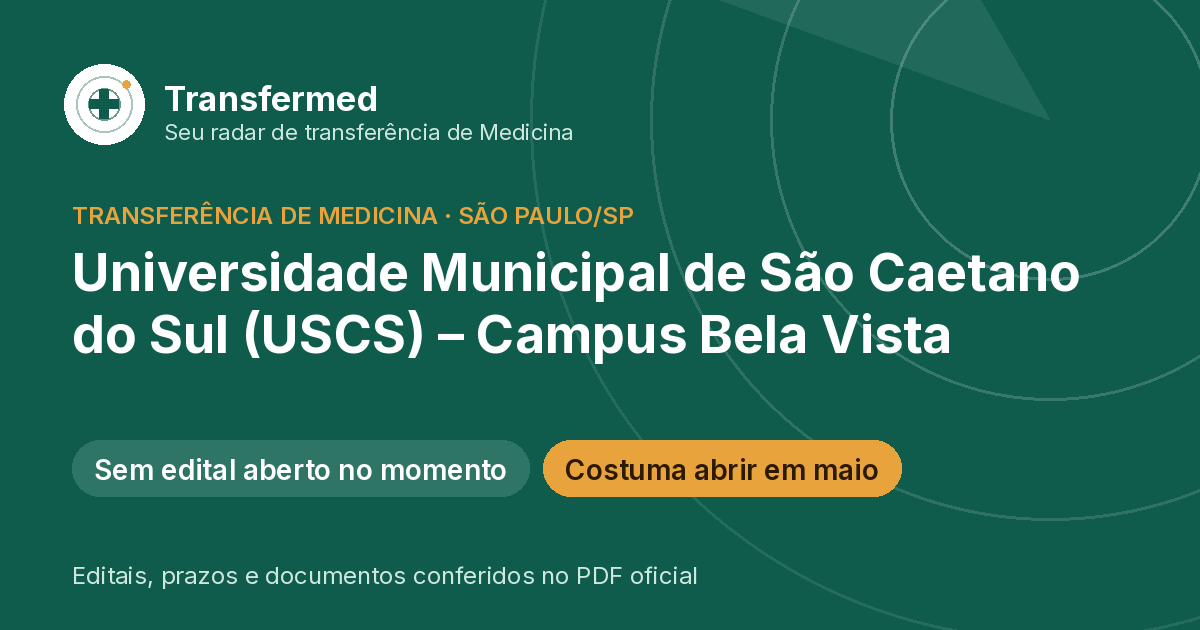 Transfermed
Seu radar de transferência de Medicina
TRANSFERÊNCIA DE MEDICINA · SÃO PAULO/SP
Universidade Municipal de São Caetano
do Sul (USCS) – Campus Bela Vista
Sem edital aberto no momento
Costuma abrir em maio
Editais, prazos e documentos conferidos no PDF oficial